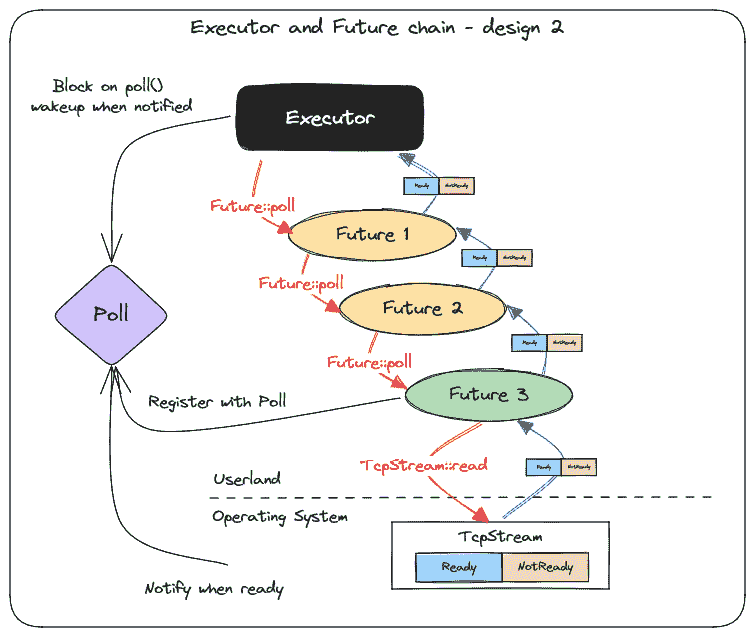 Executor and Future chain - design 2
Block on poll()
wakeup when notified
Executor
Ready
NotReady
Future::poll
Future 1
Ready
NotReady
Future::poll
Future 2
Poll
Ready
NotReady
Future::poll
Future 3
Register with Poll
TcpStream::read
Ready
NotReady
Userland
Operating System
TcpStream
Ready
NotReady
Notify when ready